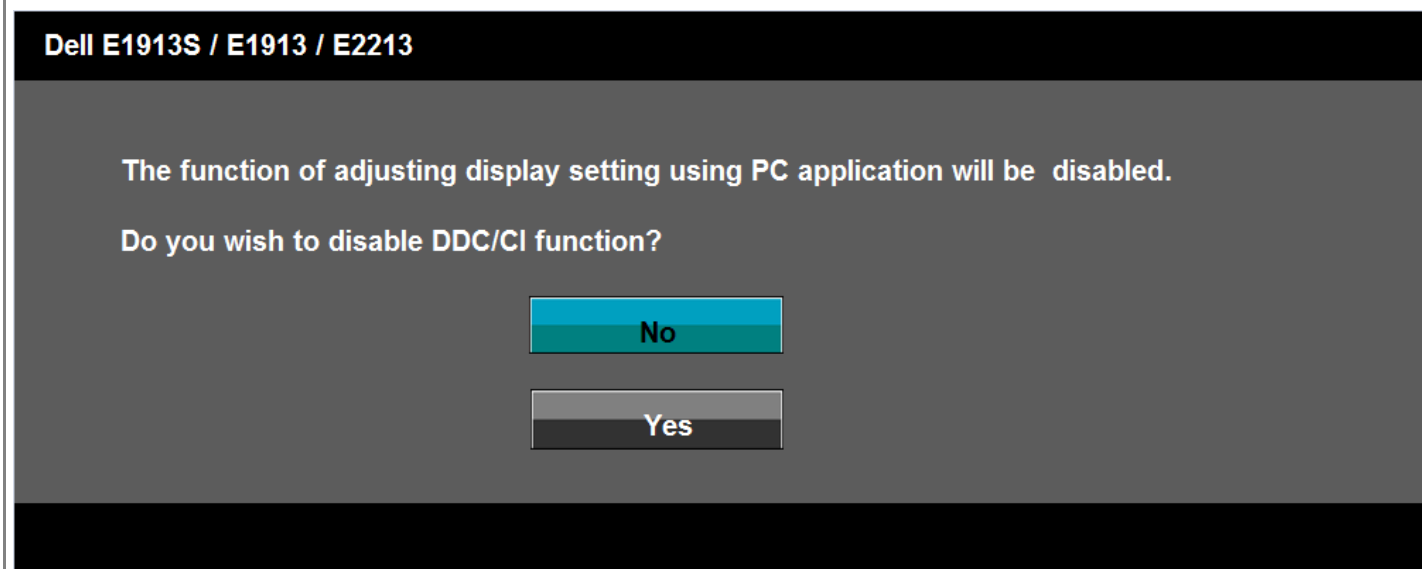 Dell E1913S / E1913 / E2213
The function of adjusting display setting using PC application will be  disabled.
Do you wish to disable DDC/CI function?
No
Yes